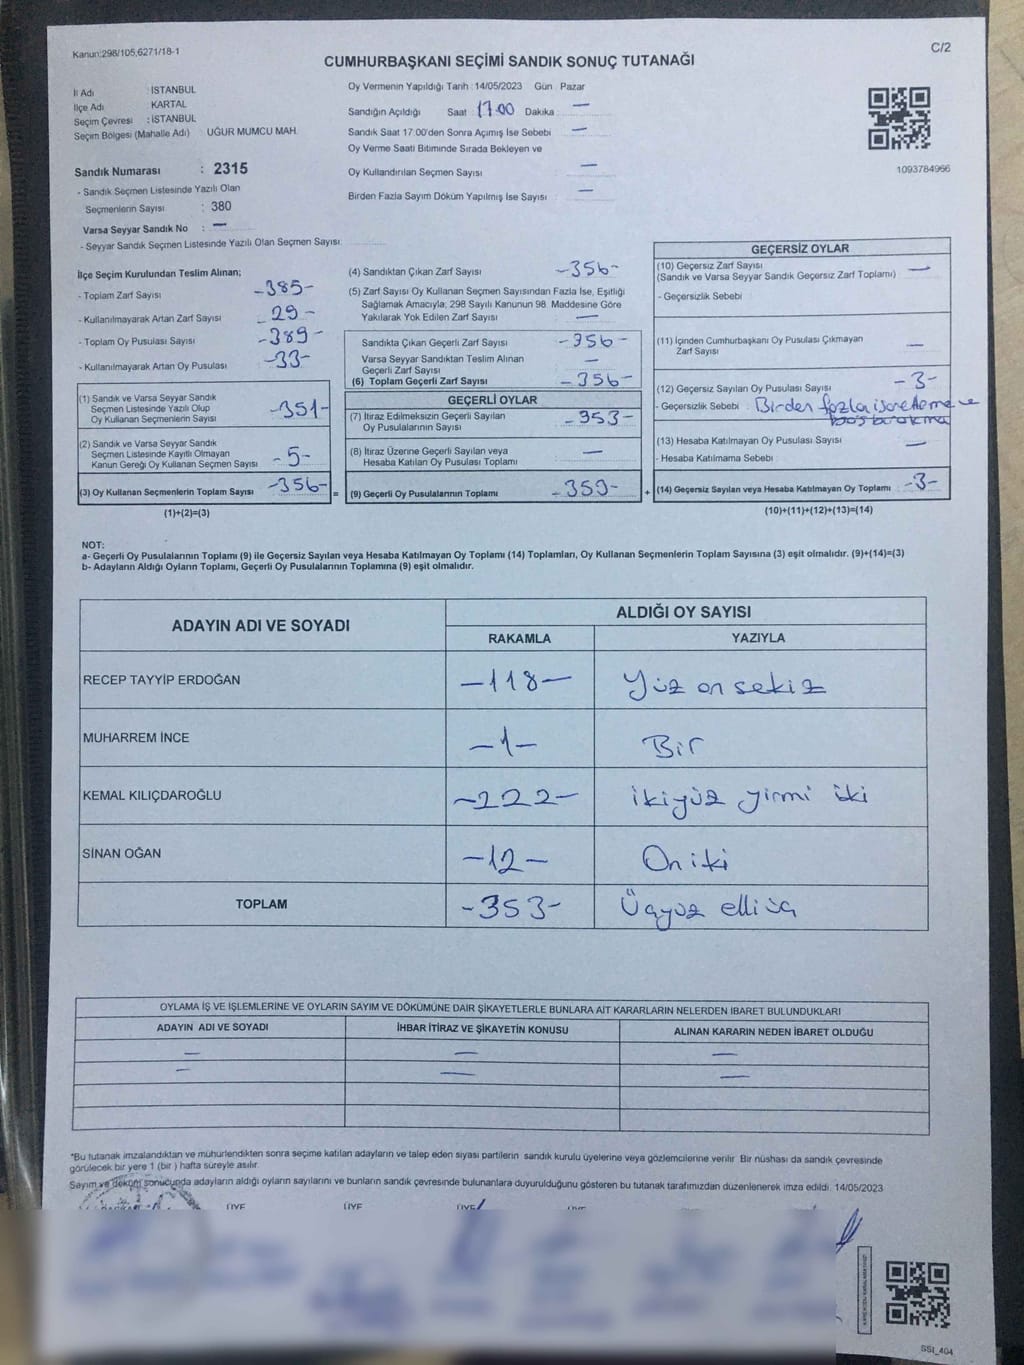 Kanun:298/105,6271/18-1
C/2
CUMHURBAŞKANI SEÇİMİ SANDIK SONUÇ TUTANAĞI
İl Adı : İSTANBUL
İlçe Adı : KARTAL
Seçim Çevresi : İSTANBUL
Seçim Bölgesi (Mahalle Adı) : UĞUR MUMCU MAH.
Sandık Numarası : 2315
- Sandık Seçmen Listesinde Yazılı Olan
Seçmenlerin Sayısı : 380
Varsa Seyyar Sandık No : —
- Seyyar Sandık Seçmen Listesinde Yazılı Olan Seçmen Sayısı:
Oy Vermenin Yapıldığı Tarih : 14/05/2023 Gün : Pazar
Sandığın Açıldığı Saat : 17.00 Dakika : —
Sandık Saat 17:00'den Sonra Açılmış İse Sebebi : —
Oy Verme Saati Bitiminde Sırada Bekleyen ve
Oy Kullandırılan Seçmen Sayısı : —
Birden Fazla Sayım Döküm Yapılmış İse Sayısı : —
1093784966
İlçe Seçim Kurulundan Teslim Alınan;
- Toplam Zarf Sayısı -385-
- Kullanılmayarak Artan Zarf Sayısı - 29 -
- Toplam Oy Pusulası Sayısı -389-
- Kullanılmayarak Artan Oy Pusulası -33-
(1) Sandık ve Varsa Seyyar Sandık
Seçmen Listesinde Yazılı Olup
Oy Kullanan Seçmenlerin Sayısı -351-
(2) Sandık ve Varsa Seyyar Sandık
Seçmen Listesinde Kayıtlı Olmayan
Kanun Gereği Oy Kullanan Seçmen Sayısı -5-
(3) Oy Kullanan Seçmenlerin Toplam Sayısı -356-
(1)+(2)=(3)
=
(4) Sandıktan Çıkan Zarf Sayısı -356-
(5) Zarf Sayısı Oy Kullanan Seçmen Sayısından Fazla İse, Eşitliği
Sağlamak Amacıyla; 298 Sayılı Kanunun 98. Maddesine Göre
Yakılarak Yok Edilen Zarf Sayısı —
Sandıkta Çıkan Geçerli Zarf Sayısı -356-
Varsa Seyyar Sandıktan Teslim Alınan
Geçerli Zarf Sayısı —
(6) Toplam Geçerli Zarf Sayısı -356-
GEÇERLİ OYLAR
(7) İtiraz Edilmeksizin Geçerli Sayılan
Oy Pusulalarının Sayısı -353-
(8) İtiraz Üzerine Geçerli Sayılan veya
Hesaba Katılan Oy Pusulası Toplamı —
(9) Geçerli Oy Pusulalarının Toplamı -353-
+
GEÇERSİZ OYLAR
(10) Geçersiz Zarf Sayısı —
(Sandık ve Varsa Seyyar Sandık Geçersiz Zarf Toplamı)
- Geçersizlik Sebebi :
(11) İçinden Cumhurbaşkanı Oy Pusulası Çıkmayan
Zarf Sayısı —
(12) Geçersiz Sayılan Oy Pusulası Sayısı -3-
- Geçersizlik Sebebi : Birden fazla işaretleme ve
boş bırakma
(13) Hesaba Katılmayan Oy Pusulası Sayısı —
- Hesaba Katılmama Sebebi :
(14) Geçersiz Sayılan veya Hesaba Katılmayan Oy Toplamı -3-
(10)+(11)+(12)+(13)=(14)
NOT:
a- Geçerli Oy Pusulalarının Toplamı (9) ile Geçersiz Sayılan veya Hesaba Katılmayan Oy Toplamı (14) Toplamları, Oy Kullanan Seçmenlerin Toplam Sayısına (3) eşit olmalıdır. (9)+(14)=(3)
b- Adayların Aldığı Oyların Toplamı, Geçerli Oy Pusulalarının Toplamına (9) eşit olmalıdır.
ADAYIN ADI VE SOYADI ALDIĞI OY SAYISI
RAKAMLA YAZIYLA
RECEP TAYYİP ERDOĞAN -118- Yüz on sekiz
MUHARREM İNCE -1- Bir
KEMAL KILIÇDAROĞLU -222- ikiyüz yirmi iki
SİNAN OĞAN -12- On iki
TOPLAM -353- Üçyüz elli üç
OYLAMA İŞ VE İŞLEMLERİNE VE OYLARIN SAYIM VE DÖKÜMÜNE DAİR ŞİKAYETLERLE BUNLARA AİT KARARLARIN NELERDEN İBARET BULUNDUKLARI
ADAYIN ADI VE SOYADI İHBAR İTİRAZ VE ŞİKAYETİN KONUSU ALINAN KARARIN NEDEN İBARET OLDUĞU
— — —
— — —
*Bu tutanak imzalandıktan ve mühürlendikten sonra seçime katılan adayların ve talep eden siyasi partilerin sandık kurulu üyelerine veya gözlemcilerine verilir. Bir nüshası da sandık çevresinde
görülecek bir yere 1 (bir ) hafta süreyle asılır.
Sayım ve döküm sonucunda adayların aldığı oyların sayılarını ve bunların sandık çevresinde bulunanlara duyurulduğunu gösteren bu tutanak tarafımızdan düzenlenerek imza edildi. 14/05/2023
ÜYE ÜYE ÜYE
SSI_404